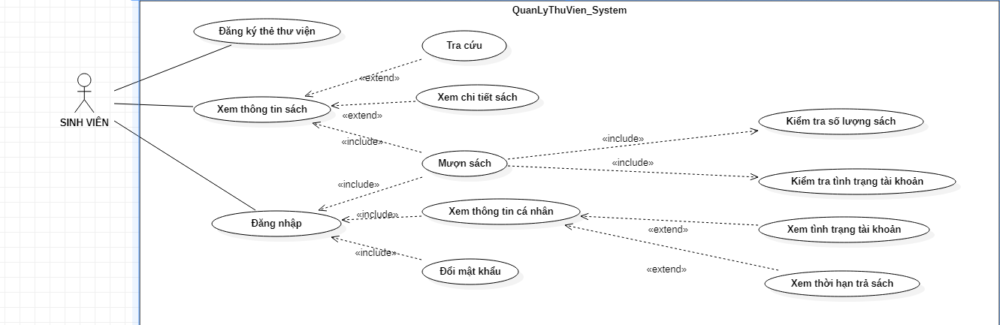 QuanLyThuVien_System
Đăng ký thẻ thư viện
Tra cứu
«extend»
Xem chi tiết sách
Xem thông tin sách
«extend»
SINH VIÊN
Kiểm tra số lượng sách
«include»
«include»
Mượn sách
«include»
Kiểm tra tình trạng tài khoản
«include»
Xem thông tin cá nhân
«include»
Đăng nhập
«extend»
Xem tình trạng tài khoản
«include»
«extend»
Đổi mật khẩu
Xem thời hạn trả sách